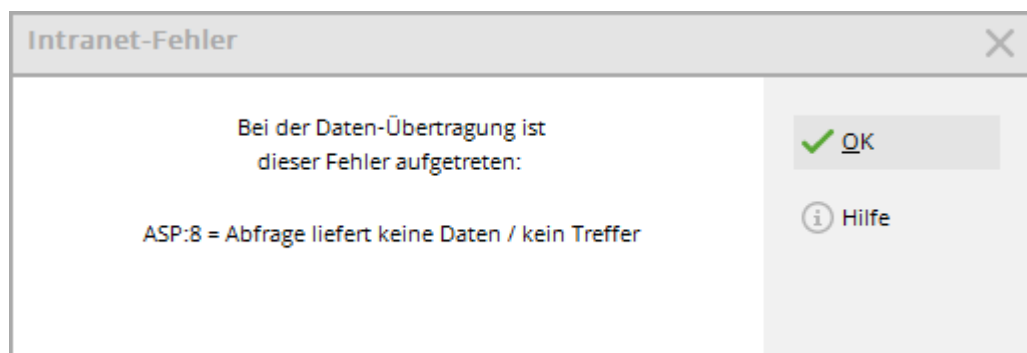 Intranet-Fehler
Bei der Daten-Übertragung ist
dieser Fehler aufgetreten:
ASP:8 = Abfrage liefert keine Daten / kein Treffer
OK
Hilfe